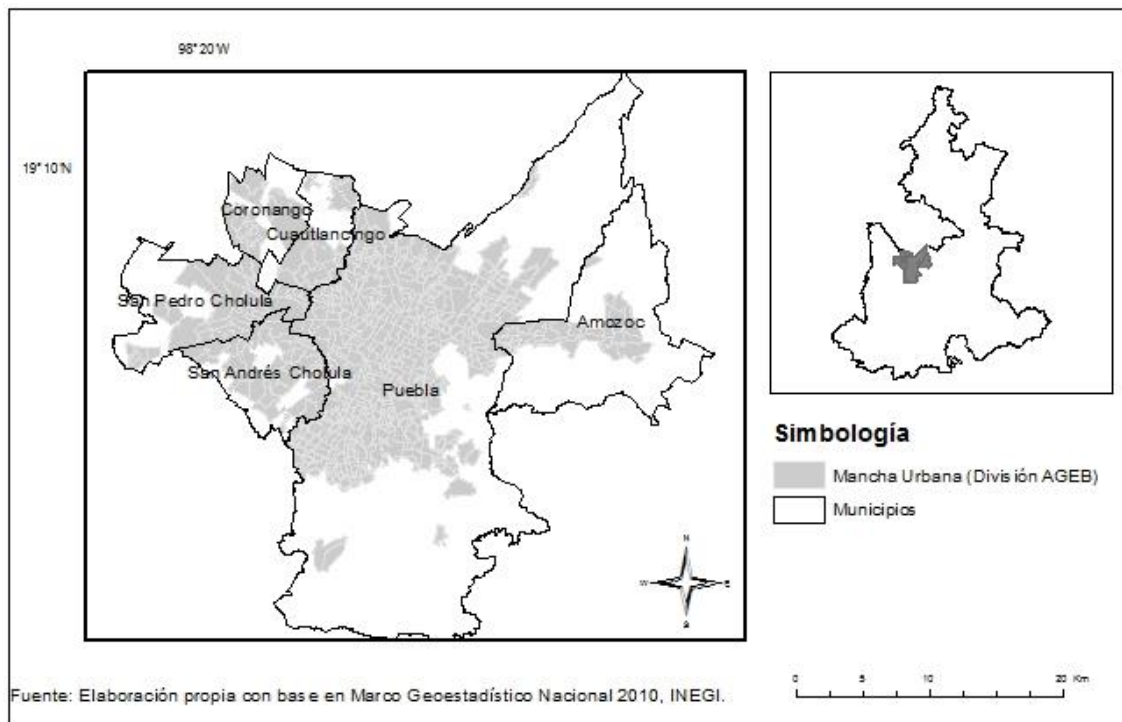 98°20'W
19°10'N
Coronango
Cuautlancingo
San Pedro Cholula
San Andrés Cholula
Puebla
Amozoc
N
W
E
S
Simbología
Mancha Urbana (División AGEB)
Municipios
0 5 10 20 Km
Fuente: Elaboración propia con base en Marco Geoestadístico Nacional 2010, INEGI.